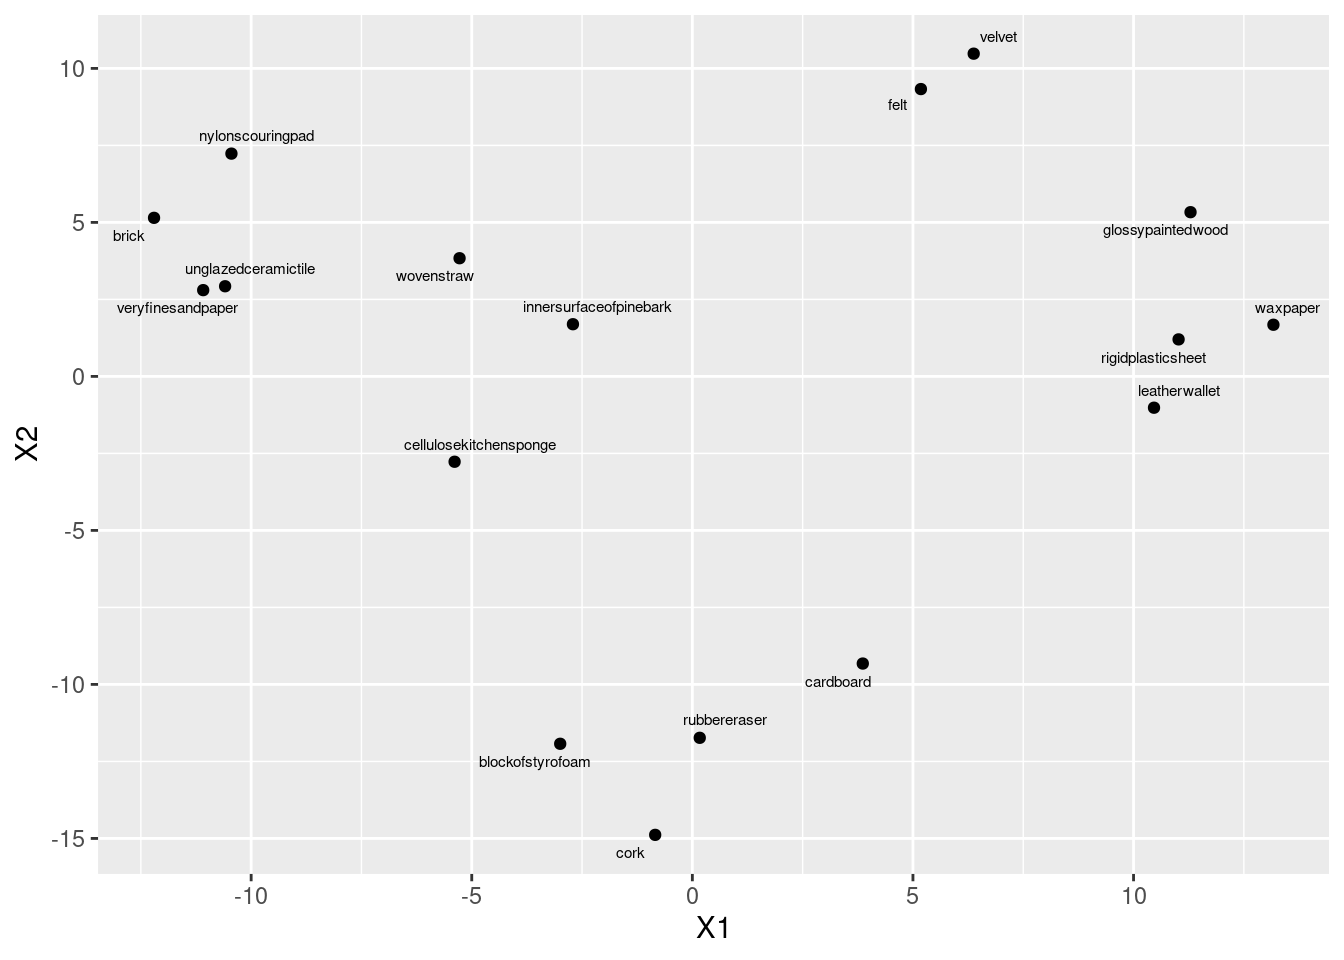 velvet
10
felt
nylonscouringpad
5
brick
glossypaintedwood
unglazedceramictile
wovenstraw
veryfinesandpaper
innersurfaceofpinebark
waxpaper
rigidplasticsheet
0
leatherwallet
X2
cellulosekitchensponge
-5
cardboard
-10
rubbereraser
blockofstyrofoam
-15
cork
-10 -5 0 5 10
X1